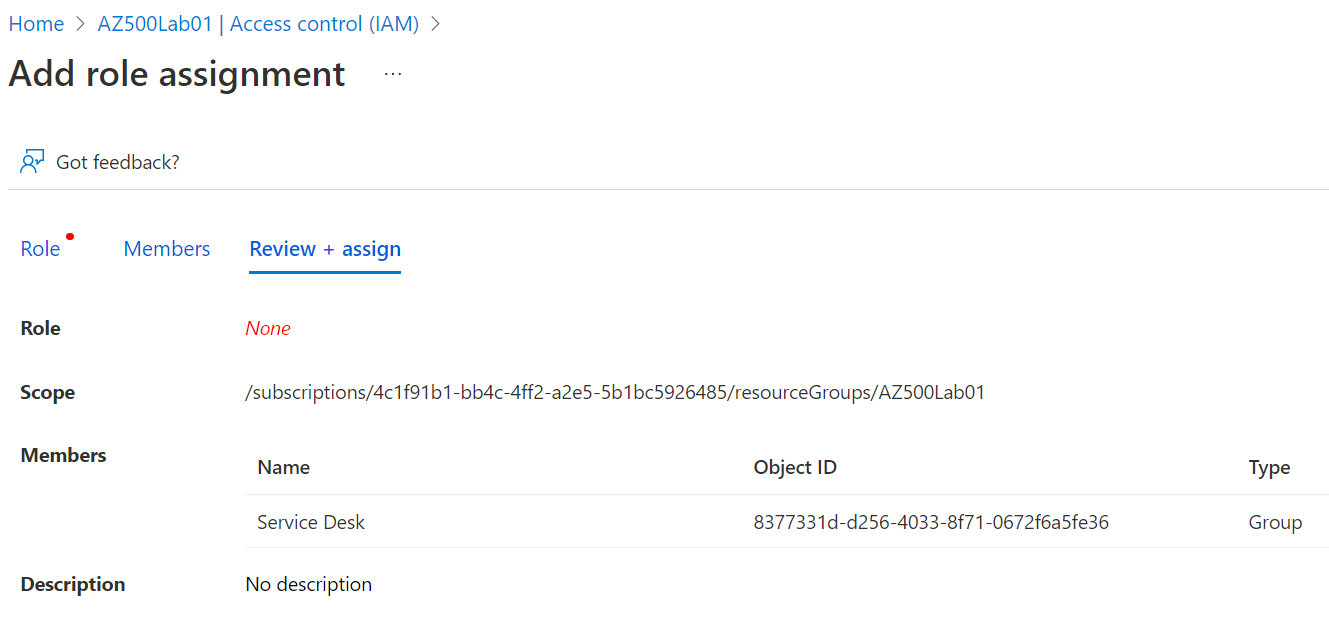 Home > AZ500Lab01 | Access control (IAM) >
Add role assignment ...
Got feedback?
Role Members Review + assign
Role None
Scope /subscriptions/4c1f91b1-bb4c-4ff2-a2e5-5b1bc5926485/resourceGroups/AZ500Lab01
Members
Name Object ID Type
Service Desk 8377331d-d256-4033-8f71-0672f6a5fe36 Group
Description No description